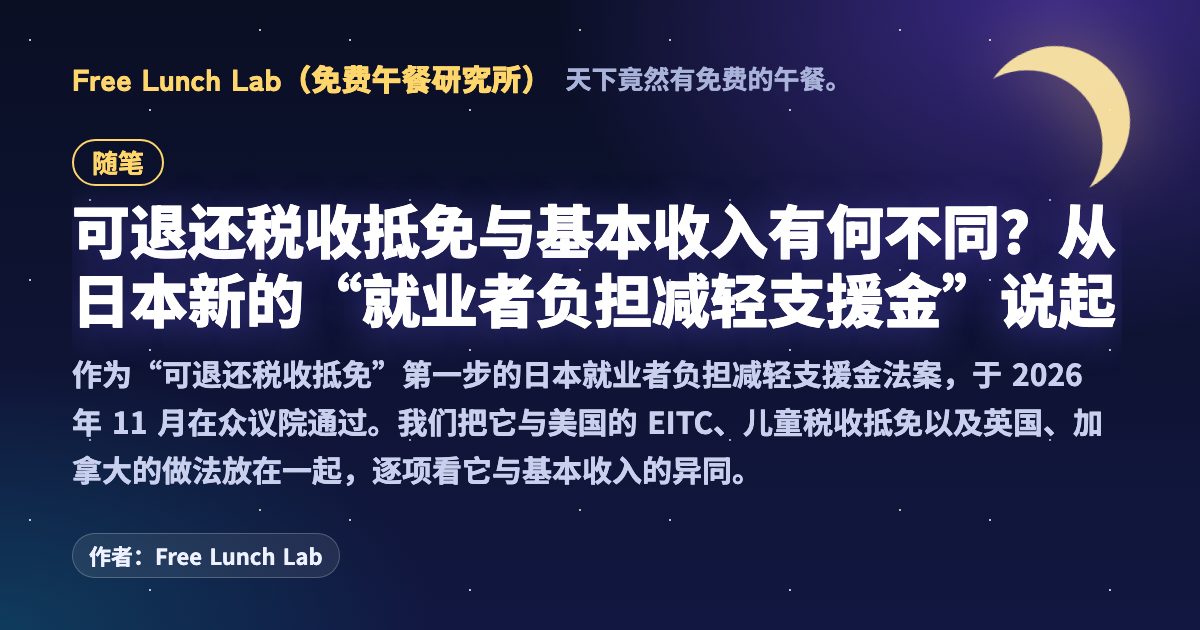 Free Lunch Lab（免费午餐研究所） 天下竟然有免费的午餐。
随笔
可退还税收抵免与基本收入有何不同？从
日本新的“就业者负担减轻支援金”说起
作为“可退还税收抵免”第一步的日本就业者负担减轻支援金法案，于 2026
年 11 月在众议院通过。我们把它与美国的 EITC、儿童税收抵免以及英国、加
拿大的做法放在一起，逐项看它与基本收入的异同。
作者：Free Lunch Lab